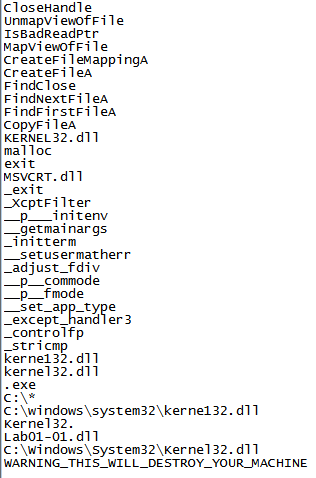 CloseHandle
UnmapViewOfFile
IsBadReadPtr
MapViewOfFile
CreateFileMappingA
CreateFileA
FindClose
FindNextFileA
FindFirstFileA
CopyFileA
KERNEL32.dll
malloc
exit
MSVCRT.dll
_exit
_XcptFilter
__p___initenv
__getmainargs
_initterm
__setusermatherr
_adjust_fdiv
__p__commode
__p__fmode
__set_app_type
_except_handler3
_controlfp
_stricmp
kerne132.dll
kernel32.dll
.exe
C:\*
C:\windows\system32\kerne132.dll
Kernel32.
Lab01-01.dll
C:\Windows\System32\Kernel32.dll
WARNING_THIS_WILL_DESTROY_YOUR_MACHINE